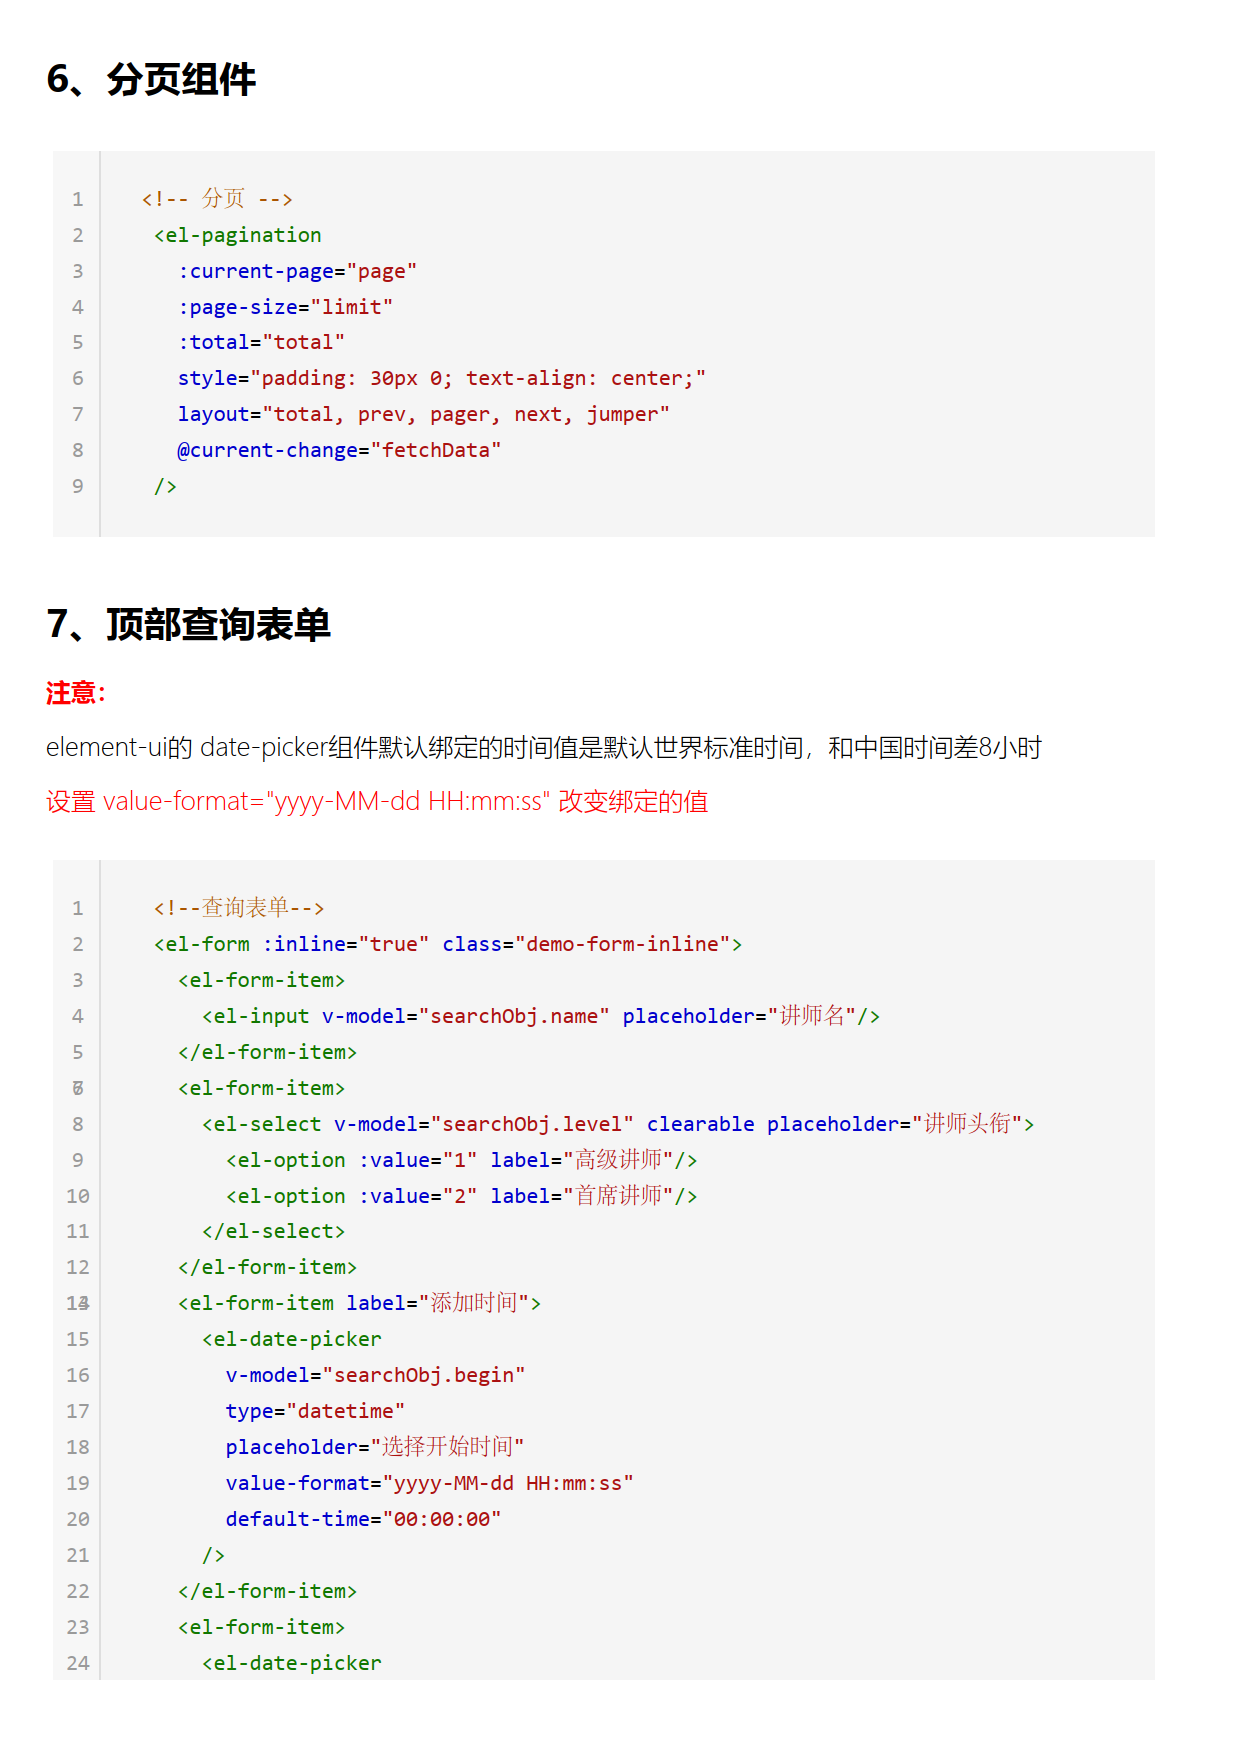 6、分页组件
1 <!-- 分页 -->
2 <el-pagination
3 :current-page="page"
4 :page-size="limit"
5 :total="total"
6 style="padding: 30px 0; text-align: center;"
7 layout="total, prev, pager, next, jumper"
8 @current-change="fetchData"
9 />
7、顶部查询表单
注意：
element-ui的 date-picker组件默认绑定的时间值是默认世界标准时间，和中国时间差8小时
设置 value-format="yyyy-MM-dd HH:mm:ss" 改变绑定的值
1 <!--查询表单-->
2 <el-form :inline="true" class="demo-form-inline">
3 <el-form-item>
4 <el-input v-model="searchObj.name" placeholder="讲师名"/>
5 </el-form-item>
<el-form-item>
8 <el-select v-model="searchObj.level" clearable placeholder="讲师头衔">
9 <el-option :value="1" label="高级讲师"/>
10 <el-option :value="2" label="首席讲师"/>
11 </el-select>
12 </el-form-item>
<el-form-item label="添加时间">
15 <el-date-picker
16 v-model="searchObj.begin"
17 type="datetime"
18 placeholder="选择开始时间"
19 value-format="yyyy-MM-dd HH:mm:ss"
20 default-time="00:00:00"
21 />
22 </el-form-item>
23 <el-form-item>
24 <el-date-picker